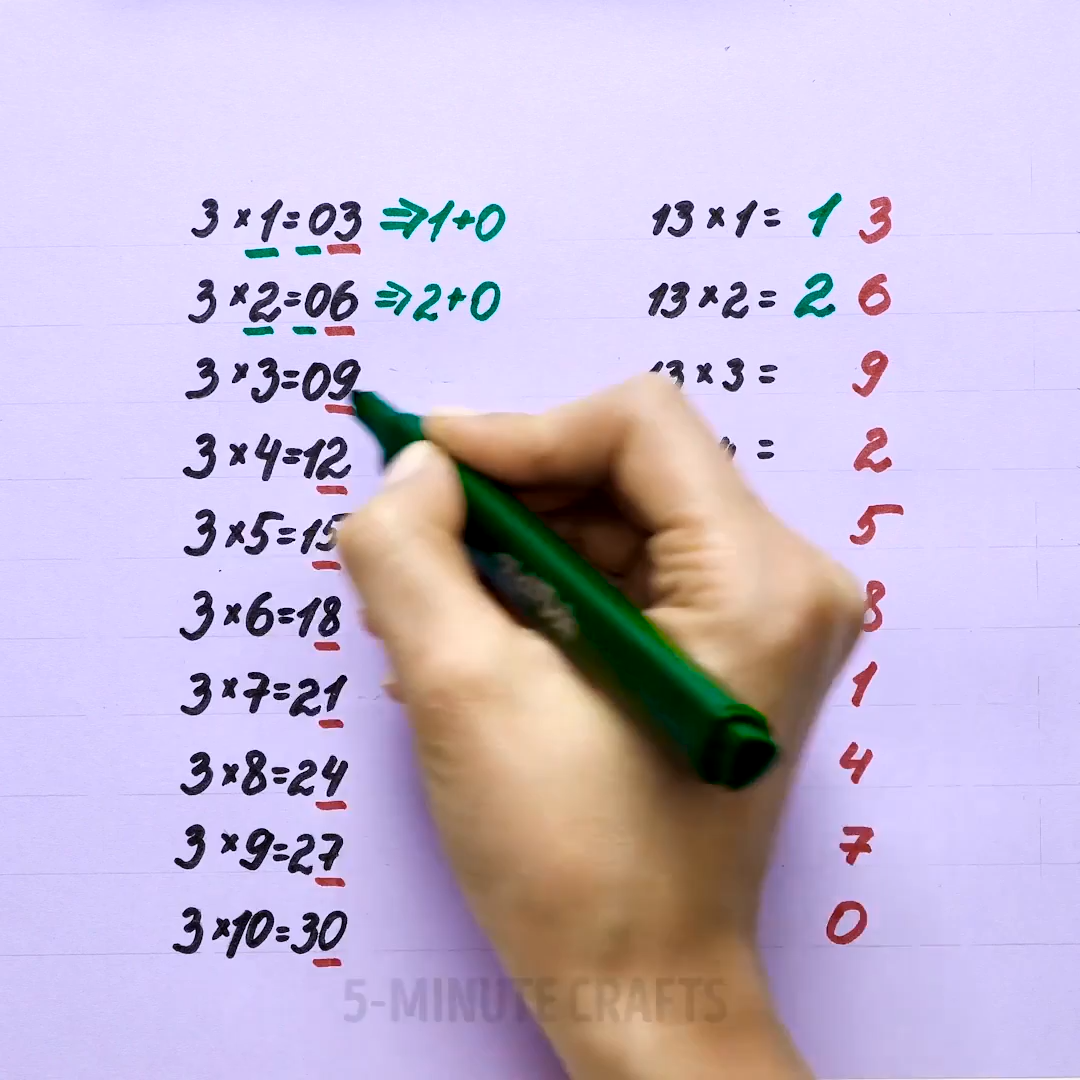 3×1=03 ⇒1+0 13×1= 1 3
3×2=06 ⇒2+0 13×2= 2 6
3×3=09 13×3= 9
3×4=12 = 2
3×5=15 5
3×6=18 8
3×7=21 1
3×8=24 4
3×9=27 7
3×10=30 0
5-MINUTE CRAFTS